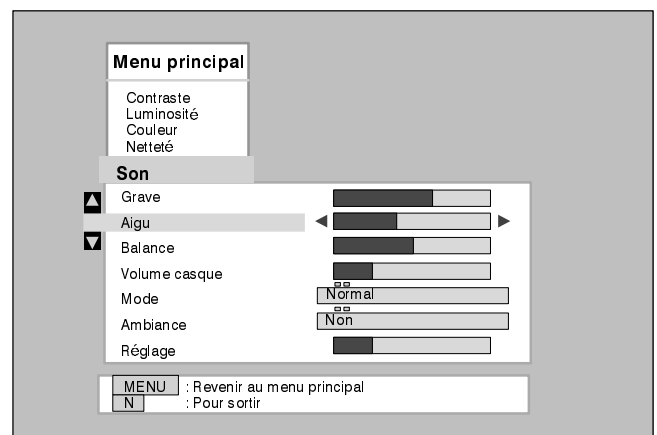 Menu principal
Contraste
Luminosité
Couleur
Netteté
Son
Grave
Aigu
Balance
Volume casque
Mode Normal
Ambiance Non
Réglage
MENU : Revenir au menu principal
N : Pour sortir